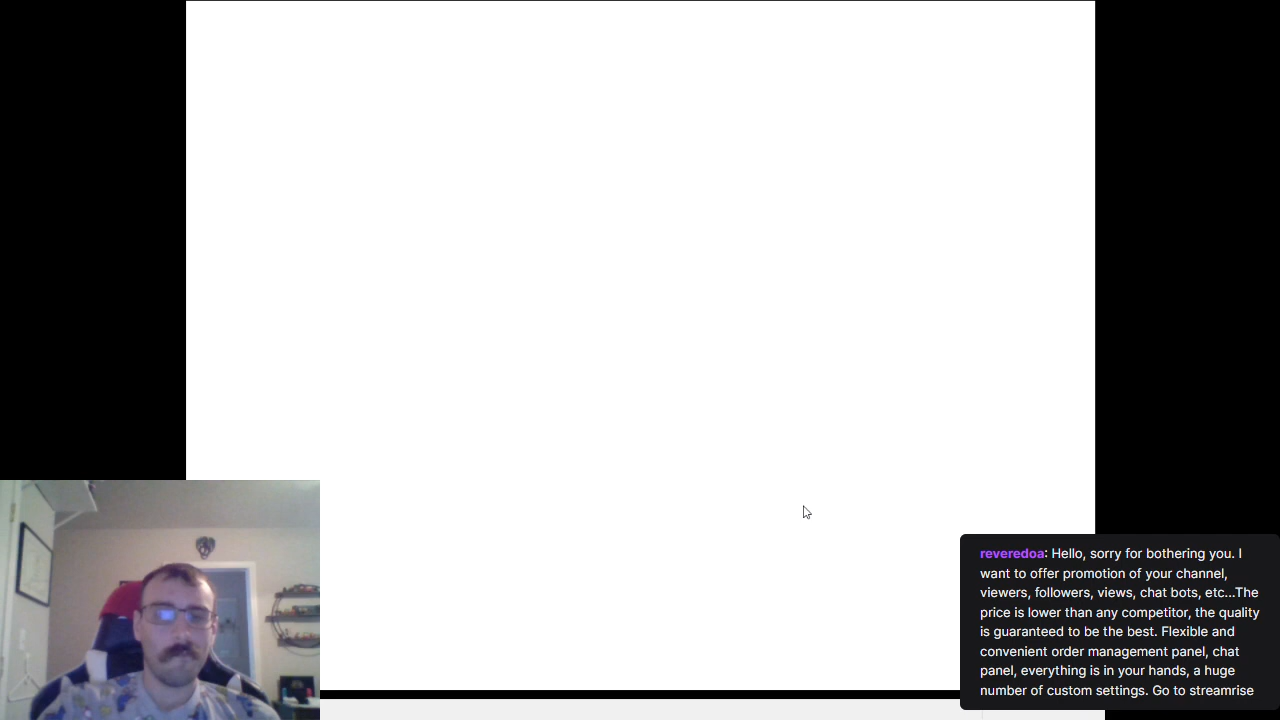 reveredoa: Hello, sorry for bothering you. I
want to offer promotion of your channel,
viewers, followers, views, chat bots, etc...The
price is lower than any competitor, the quality
is guaranteed to be the best. Flexible and
convenient order management panel, chat
panel, everything is in your hands, a huge
number of custom settings. Go to streamrise